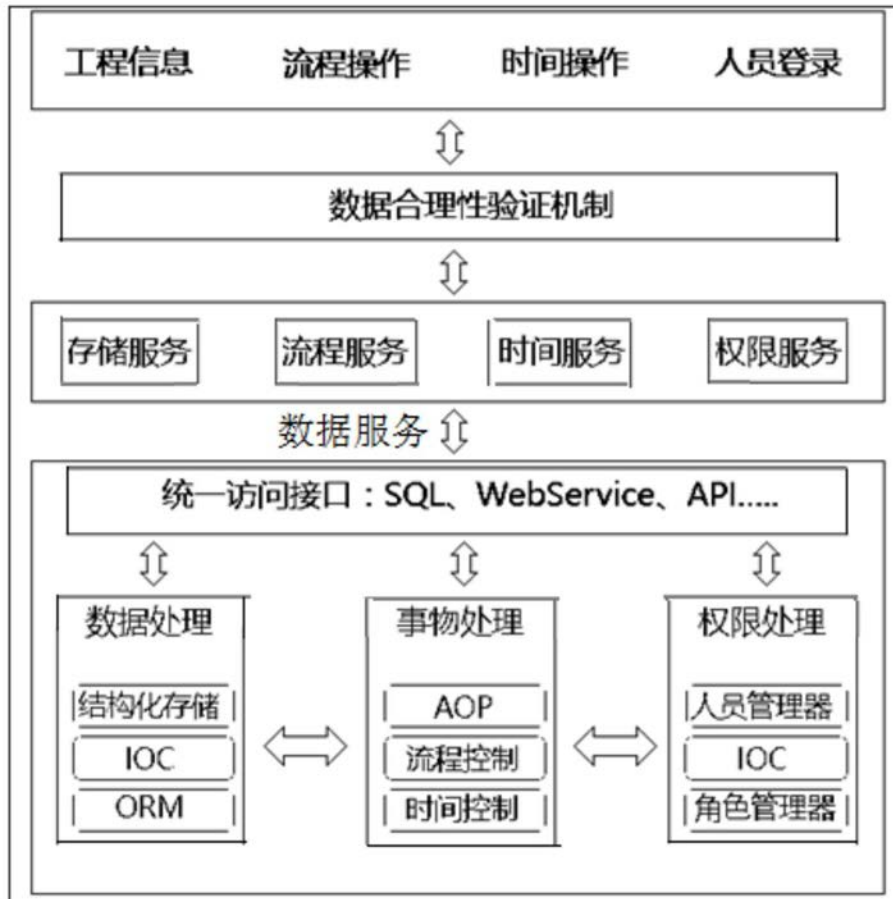 工程信息 流程操作 时间操作 人员登录
数据合理性验证机制
存储服务 流程服务 时间服务 权限服务
数据服务
统一访问接口：SQL、WebService、API.....
数据处理 事物处理 权限处理
结构化存储 AOP 人员管理器
IOC 流程控制 IOC
ORM 时间控制 角色管理器